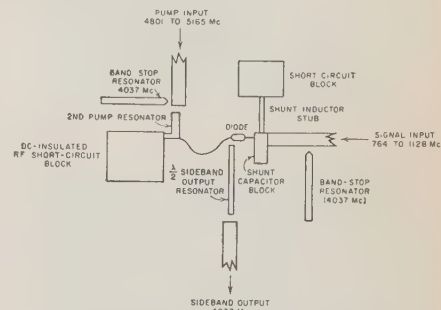 PUMP INPUT
4801 TO 5165 Mc
BAND STOP
RESONATOR
4037 Mc
SHORT CIRCUIT
BLOCK
2ND PUMP RESONATOR
DIODE
SHUNT INDUCTOR
STUB
DC-INSULATED
RF SHORT-CIRCUIT
BLOCK
SIGNAL INPUT
764 TO 1128 Mc
λ/2 SIDEBAND
OUTPUT
RESONATOR
SHUNT
CAPACITOR
BLOCK
BAND-STOP
RESONATOR
(4037 Mc)
SIDEBAND OUTPUT